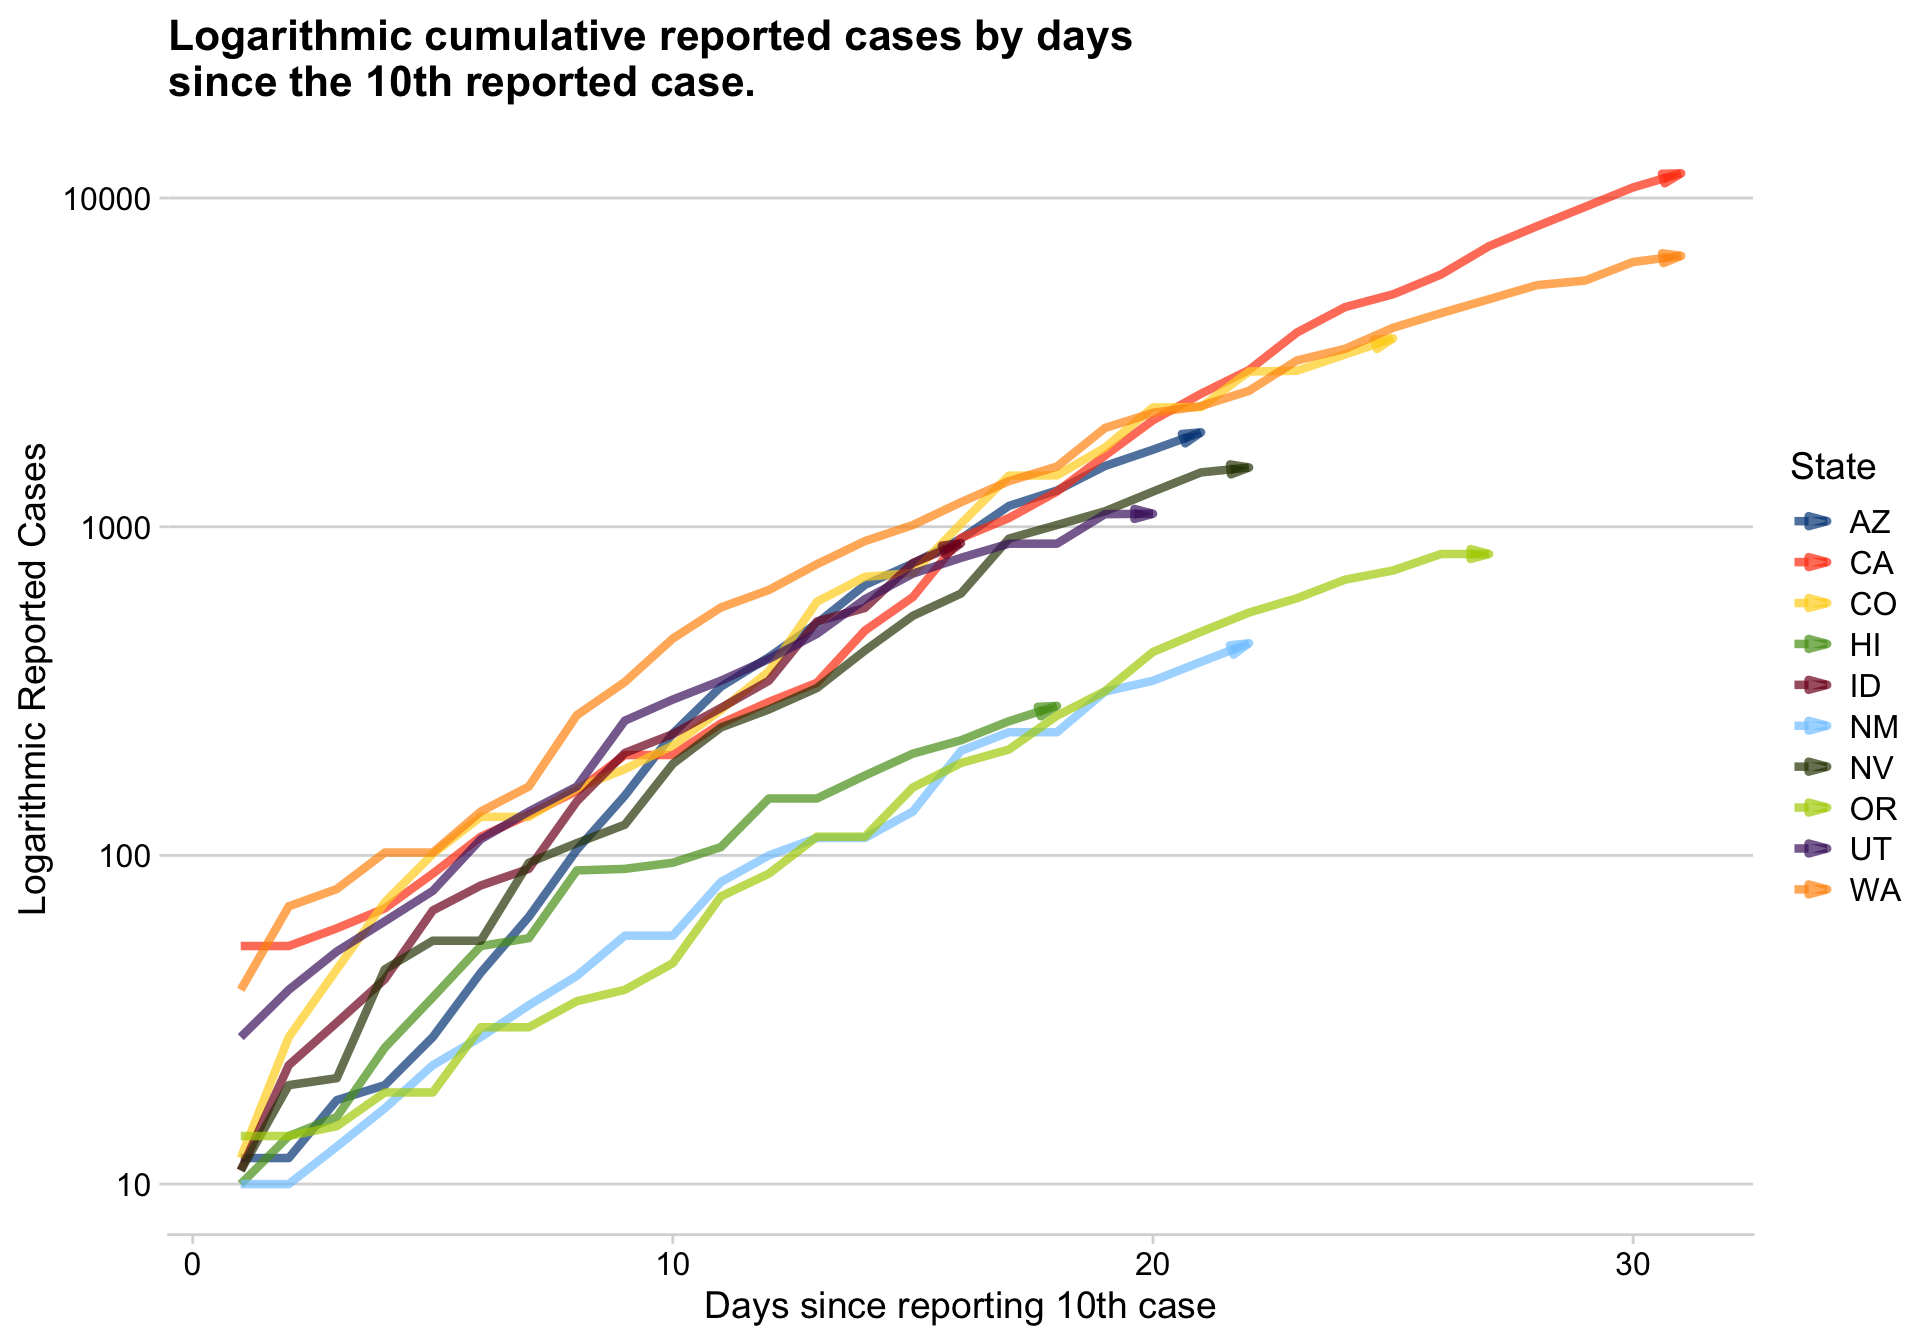 Logarithmic cumulative reported cases by days
since the 10th reported case.
Logarithmic Reported Cases
10000
1000
100
10
0
10
20
30
Days since reporting 10th case
State
AZ
CA
CO
HI
ID
NM
NV
OR
UT
WA